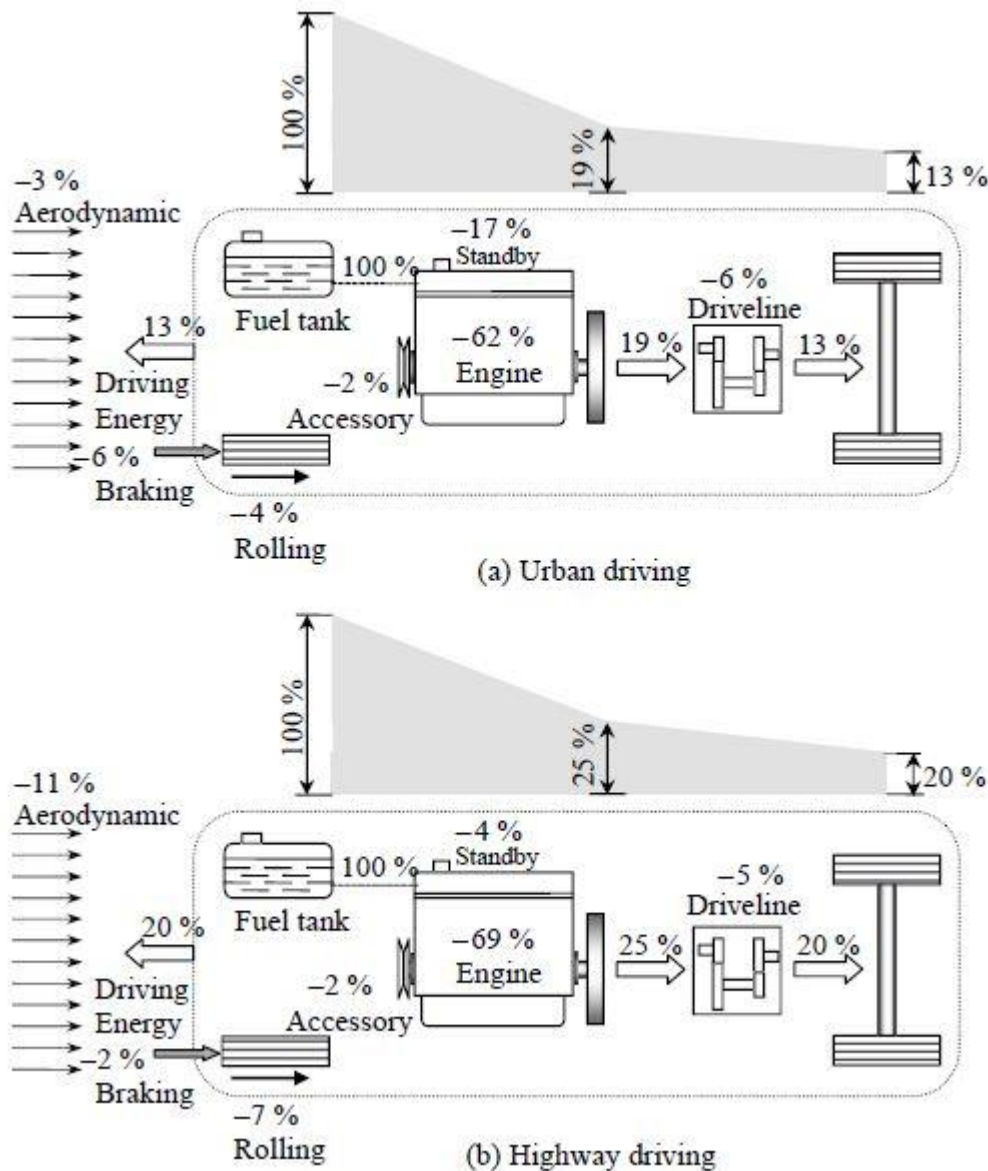 100 %
19 %
13 %
–3 %
Aerodynamic
–17 %
Standby
100 %
–6 %
Driveline
Fuel tank
13 %
–62 %
Engine
19 %
13 %
Driving
Energy
–2 %
Accessory
–6 %
Braking
–4 %
Rolling
(a) Urban driving
100 %
25 %
20 %
–11 %
Aerodynamic
–4 %
Standby
100 %
–5 %
Driveline
Fuel tank
20 %
–69 %
Engine
25 %
20 %
Driving
Energy
–2 %
Accessory
–2 %
Braking
–7 %
Rolling
(b) Highway driving